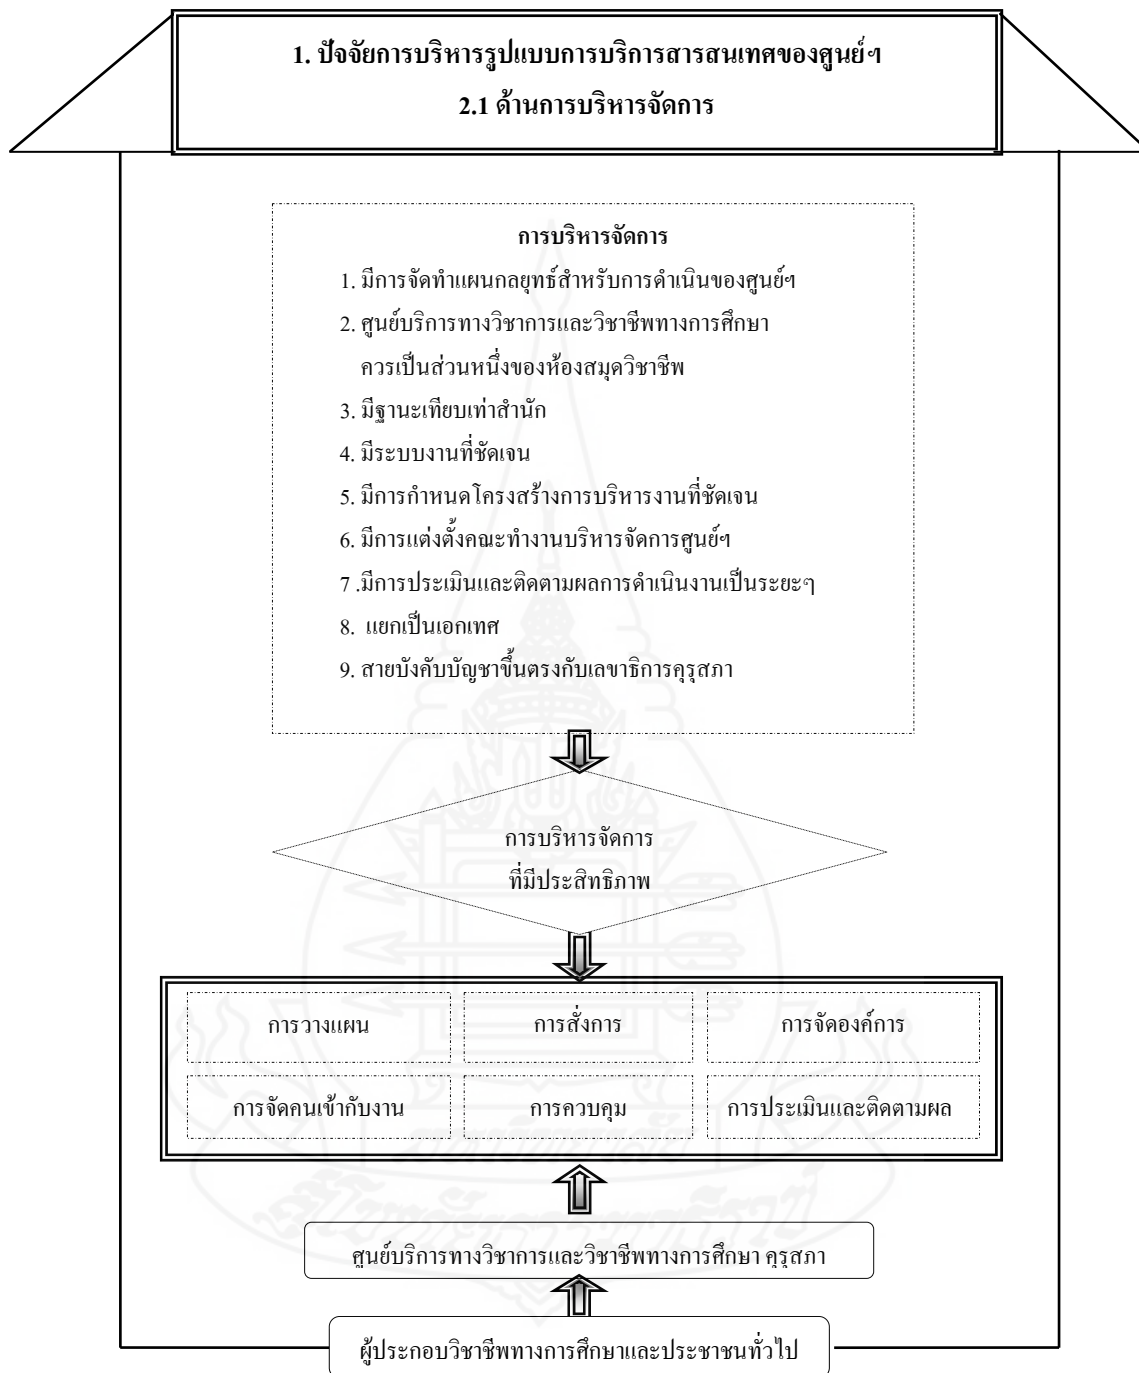 1. ปัจจัยการบริหารรูปแบบการบริการสารสนเทศของศูนย์ฯ
2.1 ด้านการบริหารจัดการ
การบริหารจัดการ
1. มีการจัดทำแผนกลยุทธ์สำหรับการดำเนินของศูนย์ฯ
2. ศูนย์บริการทางวิชาการและวิชาชีพทางการศึกษา
ควรเป็นส่วนหนึ่งของห้องสมุดวิชาชีพ
3. มีฐานะเทียบเท่าสำนัก
4. มีระบบงานที่ชัดเจน
5. มีการกำหนดโครงสร้างการบริหารงานที่ชัดเจน
6. มีการแต่งตั้งคณะทำงานบริหารจัดการศูนย์ฯ
7 .มีการประเมินและติดตามผลการดำเนินงานเป็นระยะๆ
8. แยกเป็นเอกเทศ
9. สายบังคับบัญชาขึ้นตรงกับเลขาธิการคุรุสภา
การบริหารจัดการ
ที่มีประสิทธิภาพ
การวางแผน
การสั่งการ
การจัดองค์การ
การจัดคนเข้ากับงาน
การควบคุม
การประเมินและติดตามผล
มหาวิทยาลัย
สุโขทัยธรรมาธิราช
ศูนย์บริการทางวิชาการและวิชาชีพทางการศึกษา คุรุสภา
ผู้ประกอบวิชาชีพทางการศึกษาและประชาชนทั่วไป